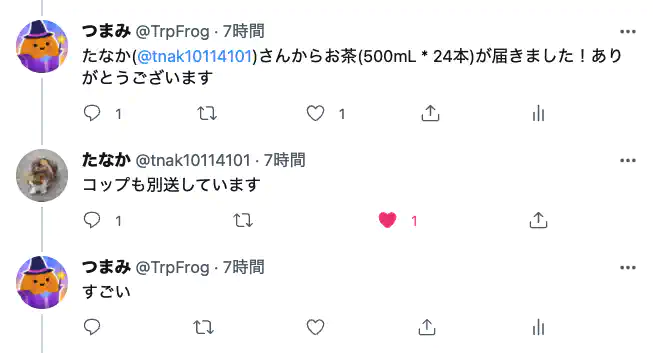 つまみ @TrpFrog · 7時間
たなか(@tnak10114101)さんからお茶(500mL * 24本)が届きました！あり
がとうございます
1 1
たなか @tnak10114101 · 7時間
コップも別送しています
1 1
つまみ @TrpFrog · 7時間
すごい